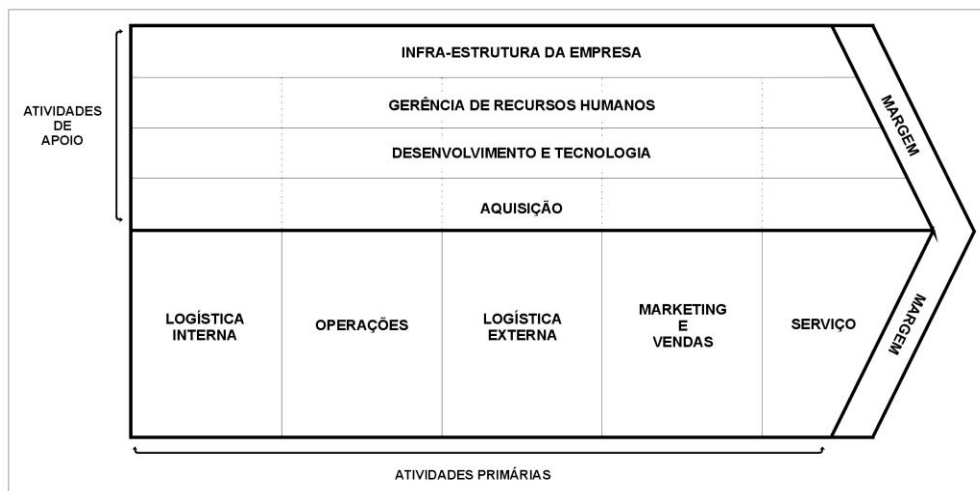 INFRA-ESTRUTURA DA EMPRESA
GERÊNCIA DE RECURSOS HUMANOS
DESENVOLVIMENTO E TECNOLOGIA
AQUISIÇÃO
ATIVIDADES
DE
APOIO
MARGEM
LOGÍSTICA
INTERNA
OPERAÇÕES
LOGÍSTICA
EXTERNA
MARKETING
E
VENDAS
SERVIÇO
MARGEM
ATIVIDADES PRIMÁRIAS